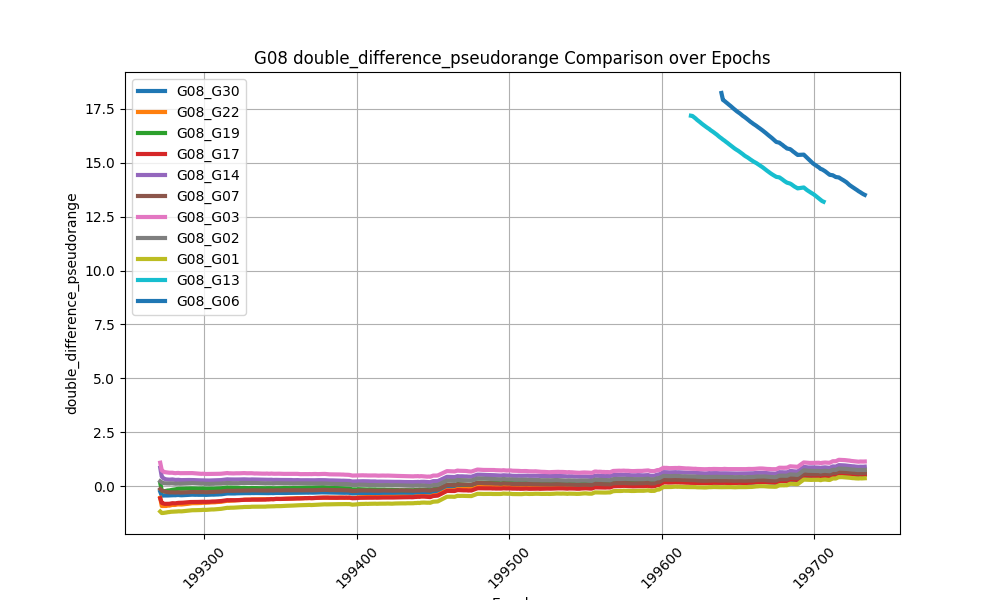 G08 double_difference_pseudorange Comparison over Epochs
double_difference_pseudorange
17.5
15.0
12.5
10.0
7.5
5.0
2.5
0.0
G08_G30
G08_G22
G08_G19
G08_G17
G08_G14
G08_G07
G08_G03
G08_G02
G08_G01
G08_G13
G08_G06
199300
199400
199500
199600
199700